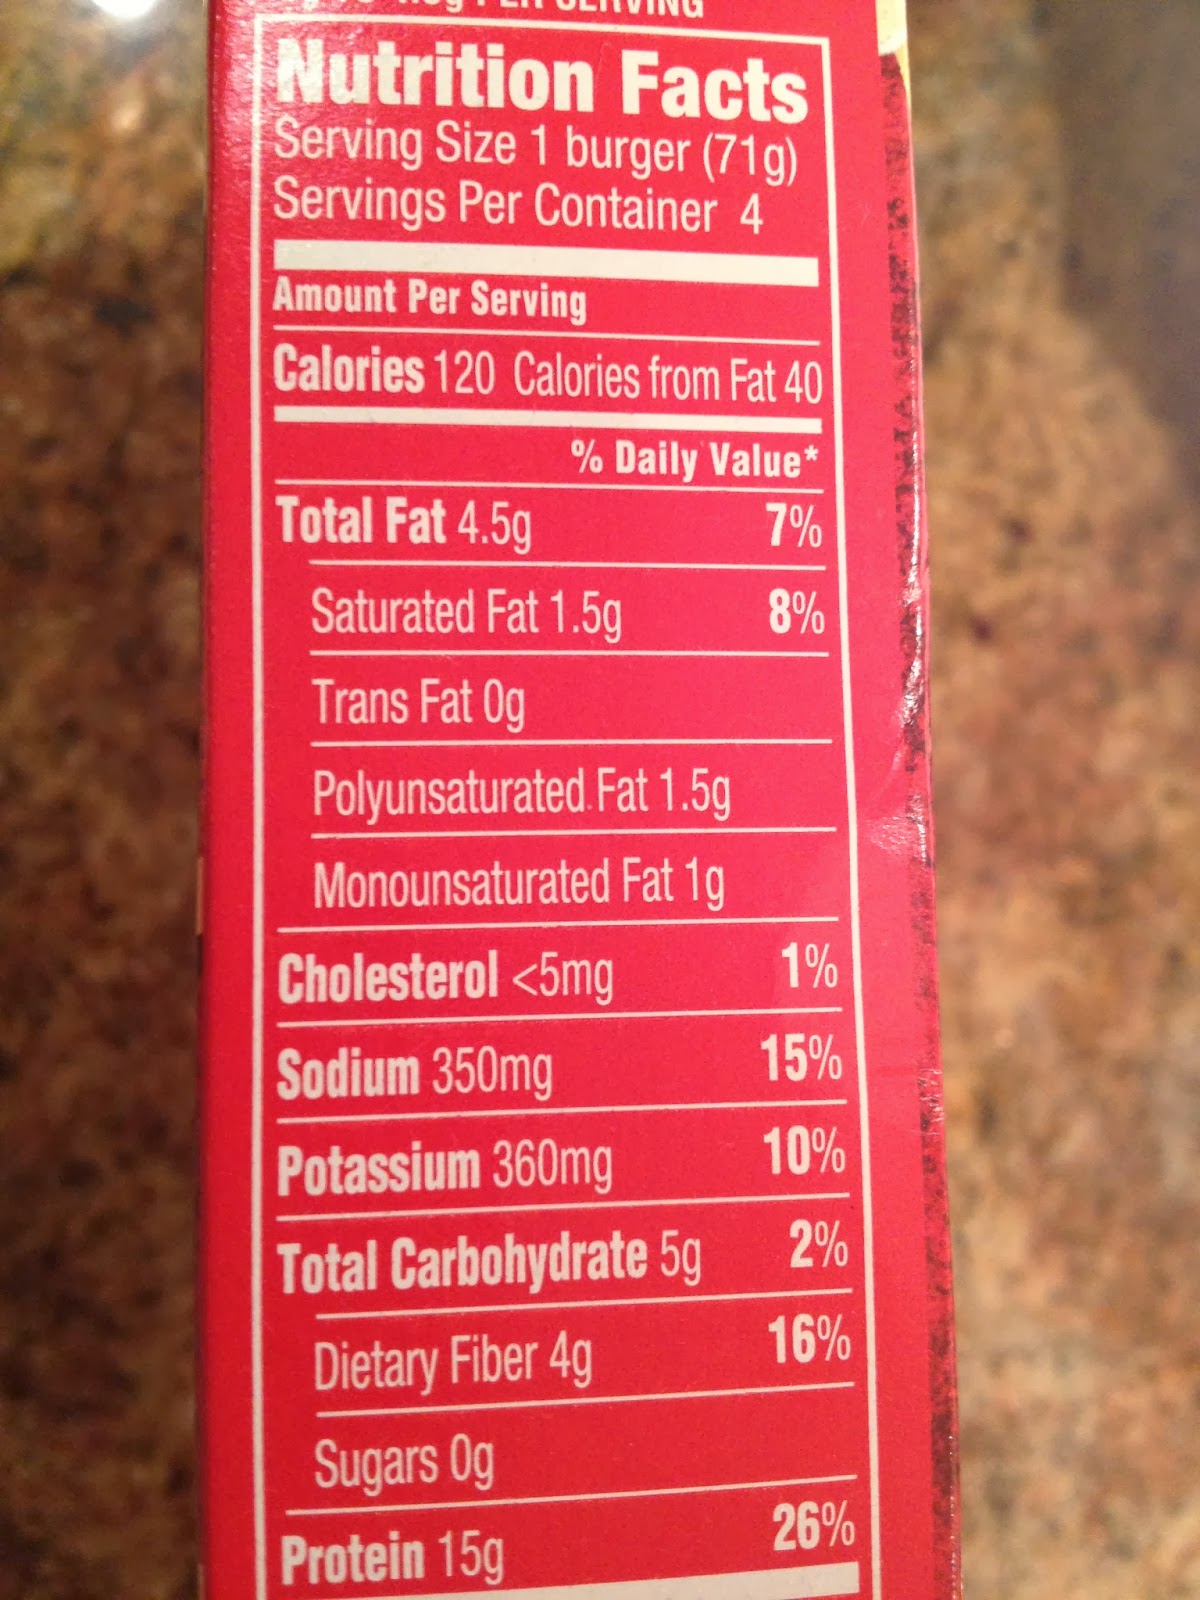 PER SERVING
Nutrition Facts
Serving Size 1 burger (71g)
Servings Per Container 4
Amount Per Serving
Calories 120 Calories from Fat 40
% Daily Value*
Total Fat 4.5g 7%
Saturated Fat 1.5g 8%
Trans Fat 0g
Polyunsaturated Fat 1.5g
Monounsaturated Fat 1g
Cholesterol <5mg 1%
Sodium 350mg 15%
Potassium 360mg 10%
Total Carbohydrate 5g 2%
Dietary Fiber 4g 16%
Sugars 0g
Protein 15g 26%